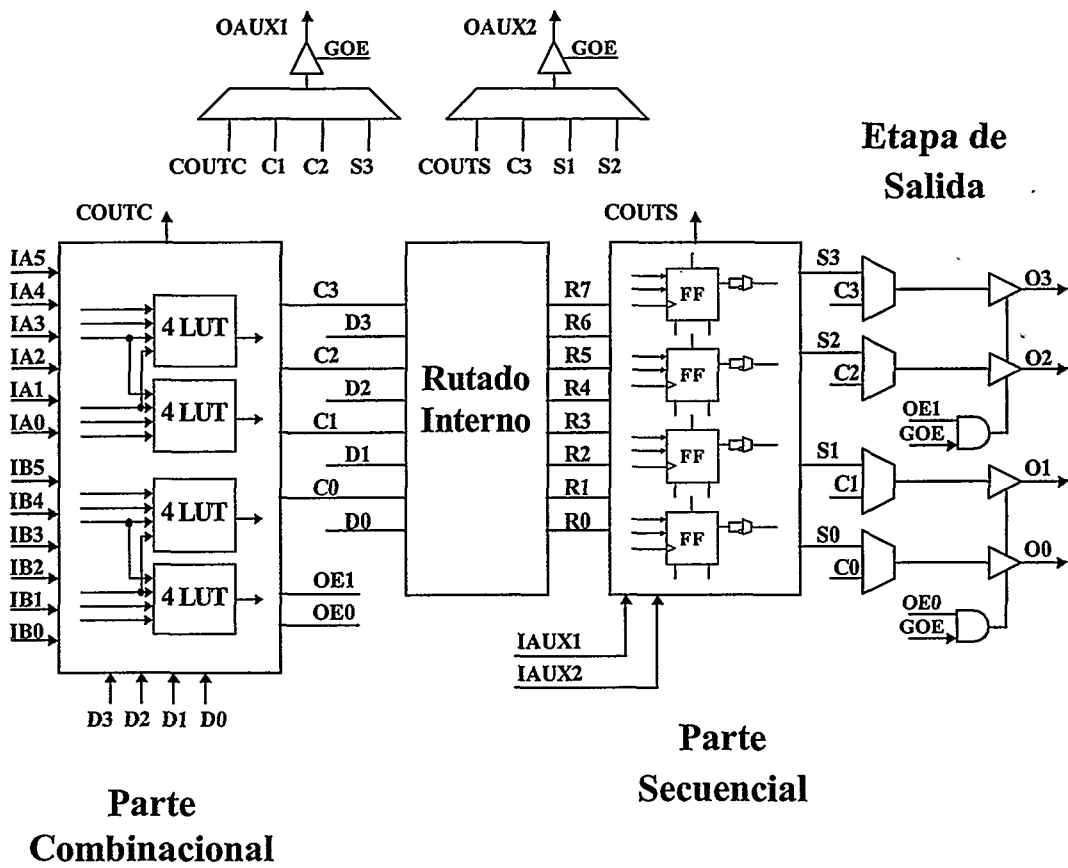 OAUX1
GOE
OAUX2
GOE
COUTC C1 C2 S3
COUTS C3 S1 S2
Etapa de
Salida
COUTC
COUTS
IA5
IA4
IA3
IA2
IA1
IA0
IB5
IB4
IB3
IB2
IB1
IB0
4 LUT
4 LUT
4 LUT
4 LUT
D3 D2 D1 D0
C3
D3
C2
D2
C1
D1
C0
D0
OE1
OE0
Rutado
Interno
R7
R6
R5
R4
R3
R2
R1
R0
FF
FF
FF
FF
IAUX1
IAUX2
S3
C3
O3
S2
C2
O2
OE1
GOE
S1
C1
O1
S0
C0
O0
OE0
GOE
Parte
Secuencial
Parte
Combinacional